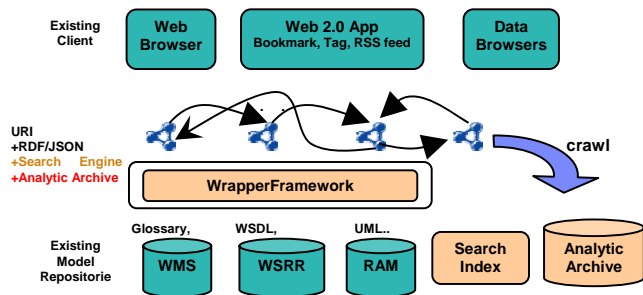 Existing
Client
Web
Browser
Web 2.0 App
Bookmark, Tag, RSS feed
Data
Browsers
URI
+RDF/JSON
+Search Engine
+Analytic Archive
crawl
WrapperFramework
Glossary,
WSDL,
UML..
Existing
Model
Repositorie
WMS
WSRR
RAM
Search
Index
Analytic
Archive